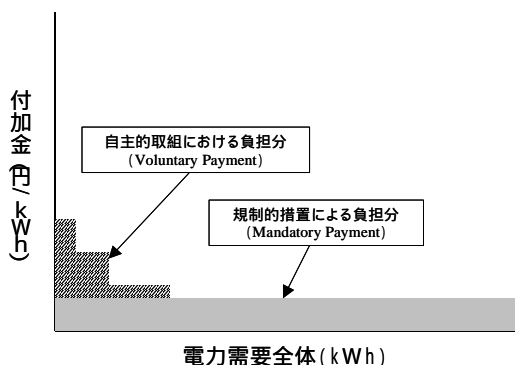 付加金(円/kWh)
自主的取組における負担分
(Voluntary Payment)
規制的措置による負担分
(Mandatory Payment)
電力需要全体(kWh)